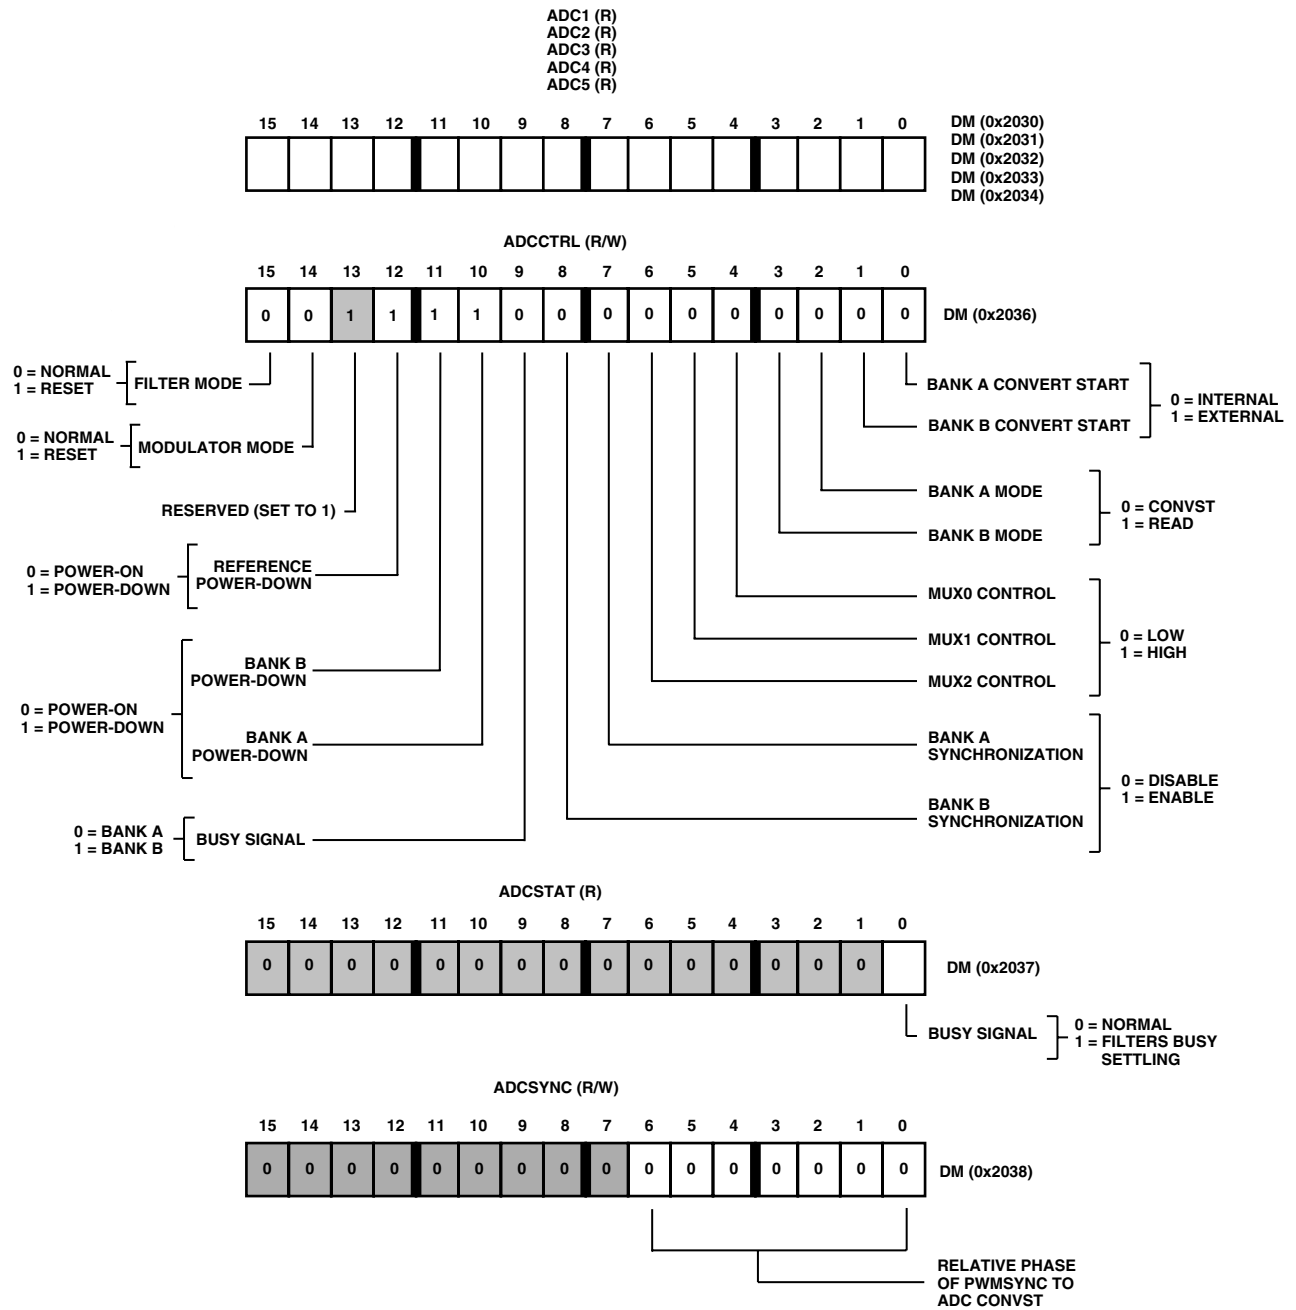 ADC1 (R)
ADC2 (R)
ADC3 (R)
ADC4 (R)
ADC5 (R)
15 14 13 12 11 10 9 8 7 6 5 4 3 2 1 0
DM (0x2030)
DM (0x2031)
DM (0x2032)
DM (0x2033)
DM (0x2034)
ADCCTRL (R/W)
15 14 13 12 11 10 9 8 7 6 5 4 3 2 1 0
0 0 1 1 1 1 0 0 0 0 0 0 0 0 0 0
DM (0x2036)
0 = NORMAL
1 = RESET
FILTER MODE
0 = NORMAL
1 = RESET
MODULATOR MODE
RESERVED (SET TO 1)
0 = POWER-ON
1 = POWER-DOWN
REFERENCE
POWER-DOWN
BANK B
POWER-DOWN
0 = POWER-ON
1 = POWER-DOWN
BANK A
POWER-DOWN
0 = BANK A
1 = BANK B
BUSY SIGNAL
BANK A CONVERT START
BANK B CONVERT START
0 = INTERNAL
1 = EXTERNAL
BANK A MODE
BANK B MODE
0 = CONVST
1 = READ
MUX0 CONTROL
MUX1 CONTROL
MUX2 CONTROL
0 = LOW
1 = HIGH
BANK A
SYNCHRONIZATION
BANK B
SYNCHRONIZATION
0 = DISABLE
1 = ENABLE
ADCSTAT (R)
15 14 13 12 11 10 9 8 7 6 5 4 3 2 1 0
0 0 0 0 0 0 0 0 0 0 0 0 0 0 0
DM (0x2037)
BUSY SIGNAL
0 = NORMAL
1 = FILTERS BUSY
SETTLING
ADCSYNC (R/W)
15 14 13 12 11 10 9 8 7 6 5 4 3 2 1 0
0 0 0 0 0 0 0 0 0 0 0 0 0 0 0 0
DM (0x2038)
RELATIVE PHASE
OF PWMSYNC TO
ADC CONVST